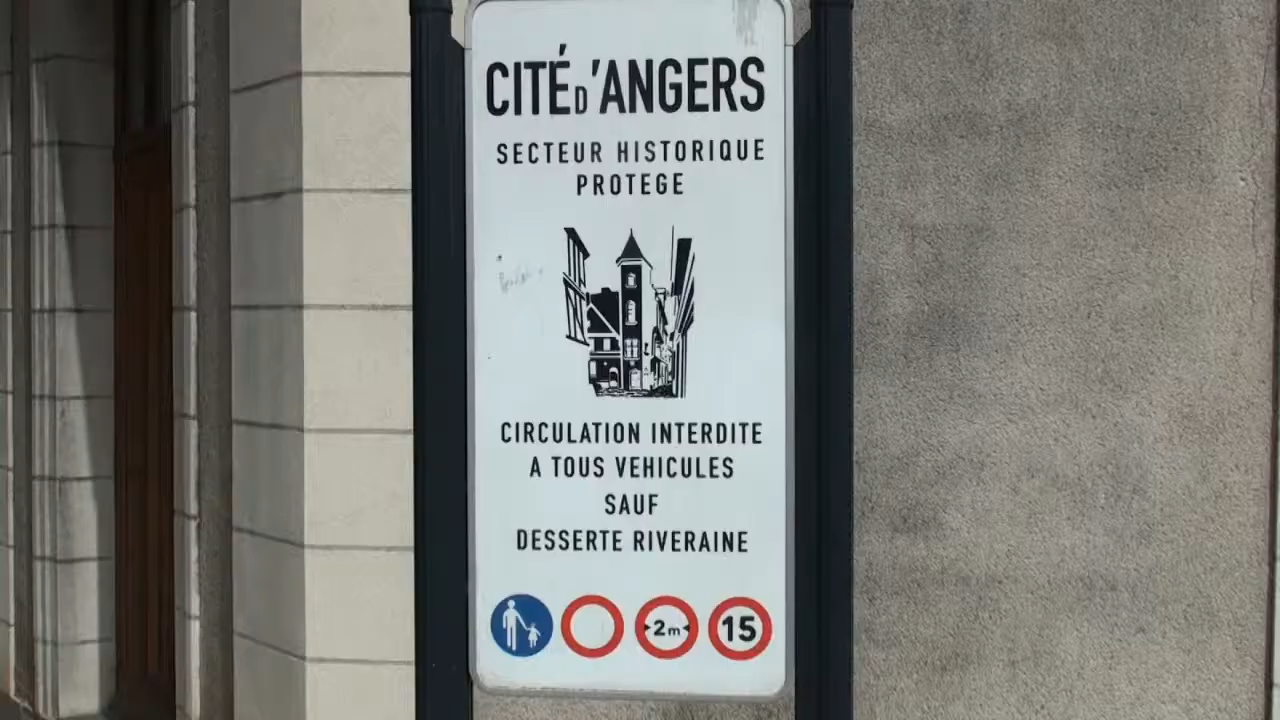 CITÉ D'ANGERS
SECTEUR HISTORIQUE
PROTEGE
CIRCULATION INTERDITE
A TOUS VEHICULES
SAUF
DESSERTE RIVERAINE
2m 15